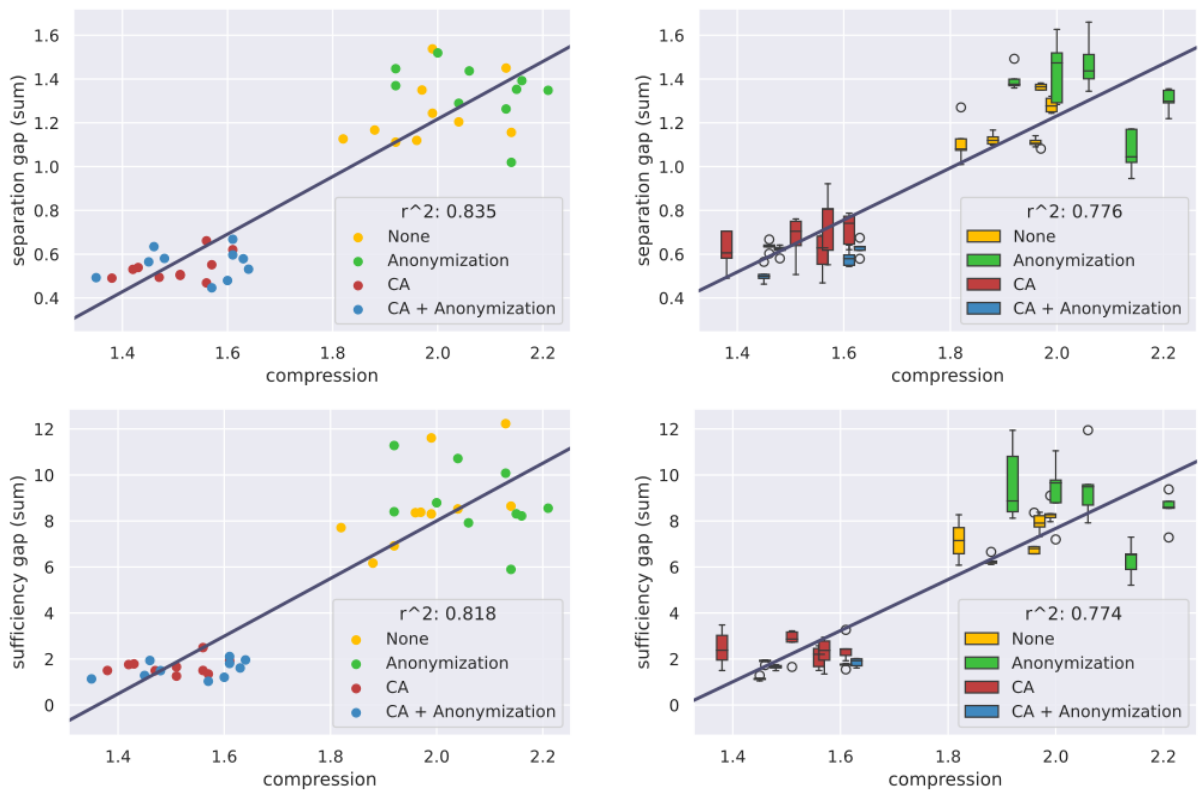 1.6
1.4
1.2
1.0
0.8
0.6
0.4
separation gap (sum)
r^2: 0.835
None
Anonymization
CA
CA + Anonymization
1.4 1.6 1.8 2.0 2.2
compression
1.6
1.4
1.2
1.0
0.8
0.6
0.4
separation gap (sum)
r^2: 0.776
None
Anonymization
CA
CA + Anonymization
1.4 1.6 1.8 2.0 2.2
compression
12
10
8
6
4
2
0
sufficiency gap (sum)
r^2: 0.818
None
Anonymization
CA
CA + Anonymization
1.4 1.6 1.8 2.0 2.2
compression
12
10
8
6
4
2
0
sufficiency gap (sum)
r^2: 0.774
None
Anonymization
CA
CA + Anonymization
1.4 1.6 1.8 2.0 2.2
compression